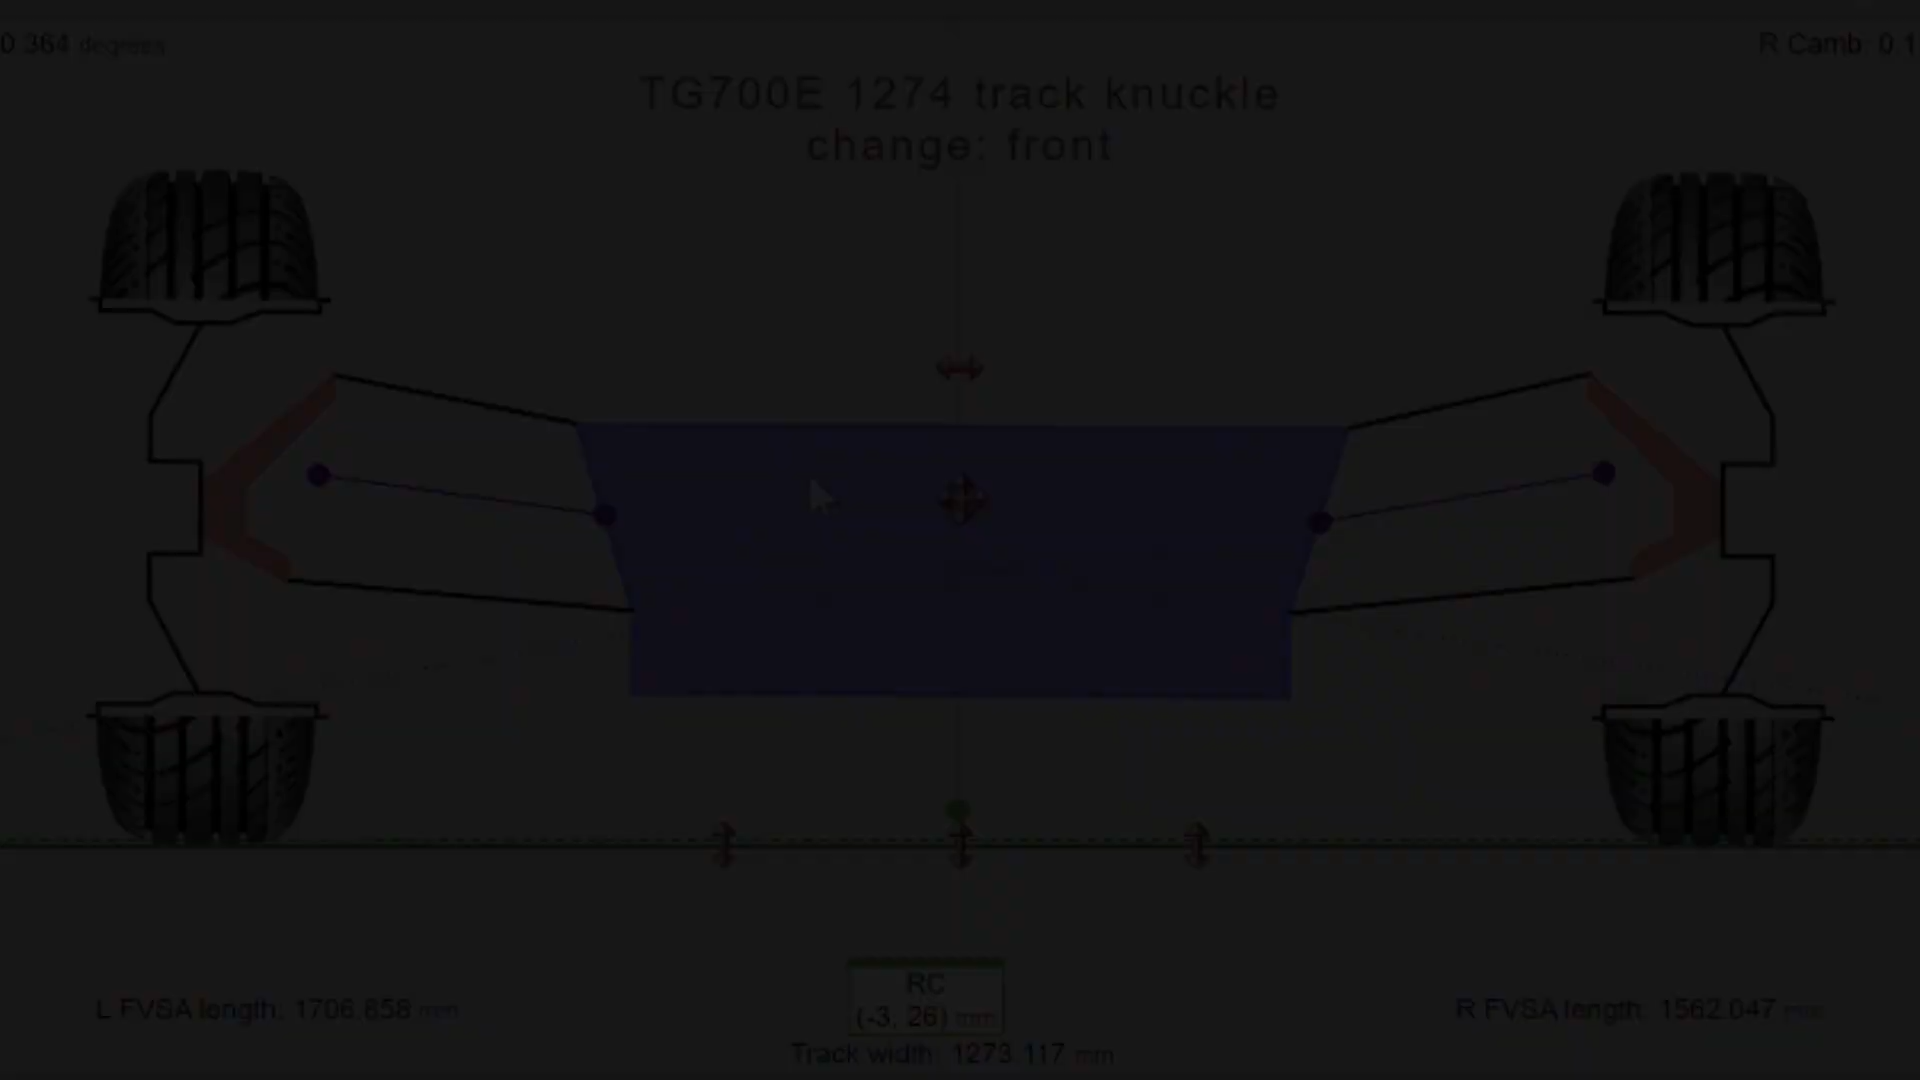 0.364 degrees
R Camb: 0.1
TG700E 1274 track knuckle
change: front
L FVSA length: 1706.858 mm
RC
(-3, 26) mm
R FVSA length: 1562.047 mm
Track width: 1273.117 mm